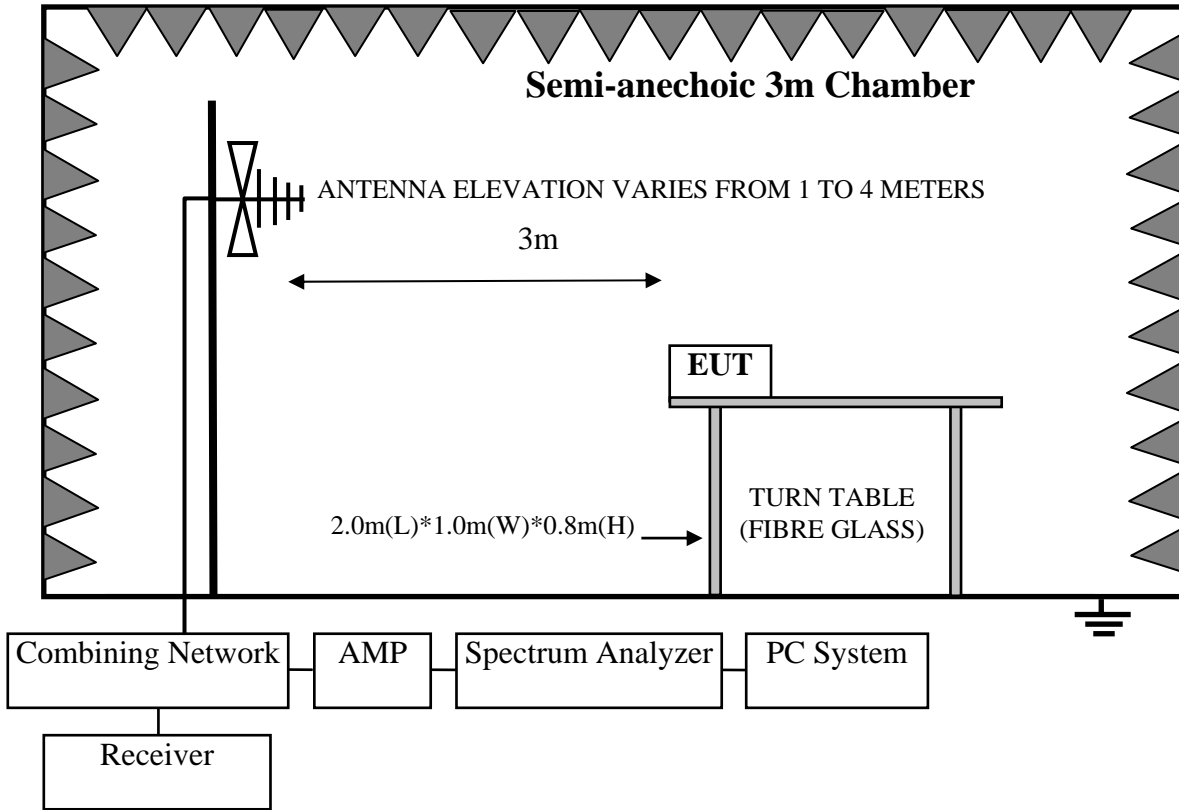 Semi-anechoic 3m Chamber
ANTENNA ELEVATION VARIES FROM 1 TO 4 METERS
3m
EUT
TURN TABLE
(FIBRE GLASS)
2.0m(L)*1.0m(W)*0.8m(H)
Combining Network
AMP
Spectrum Analyzer
PC System
Receiver